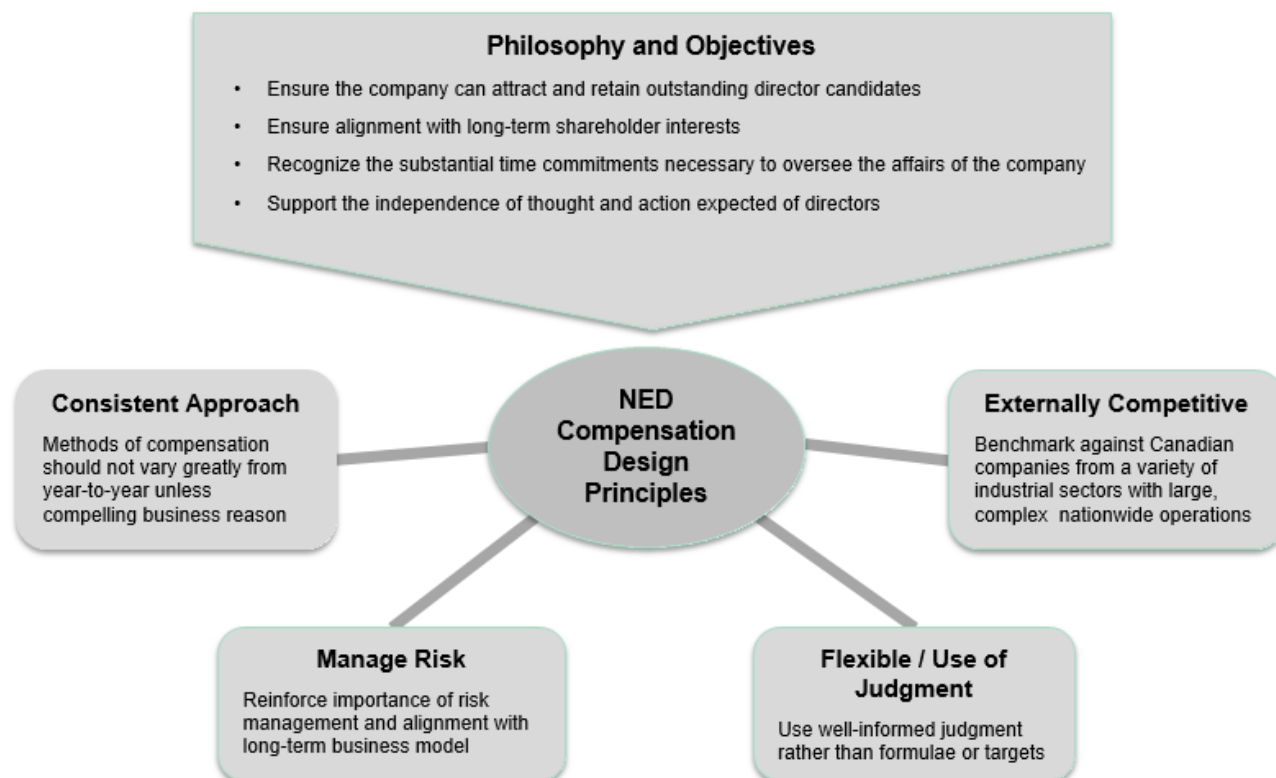 Philosophy and Objectives
• Ensure the company can attract and retain outstanding director candidates
• Ensure alignment with long-term shareholder interests
• Recognize the substantial time commitments necessary to oversee the affairs of the company
• Support the independence of thought and action expected of directors
NED
Compensation
Design
Principles
Consistent Approach
Methods of compensation
should not vary greatly from
year-to-year unless
compelling business reason
Externally Competitive
Benchmark against Canadian
companies from a variety of
industrial sectors with large,
complex nationwide operations
Manage Risk
Reinforce importance of risk
management and alignment with
long-term business model
Flexible / Use of
Judgment
Use well-informed judgment
rather than formulae or targets